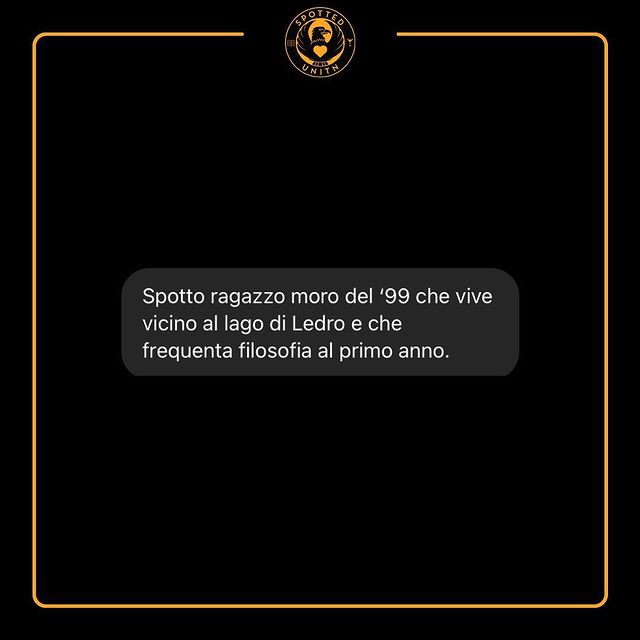 SPOTTED
UNITN
Spotto ragazzo moro del ‘99 che vive
vicino al lago di Ledro e che
frequenta filosofia al primo anno.